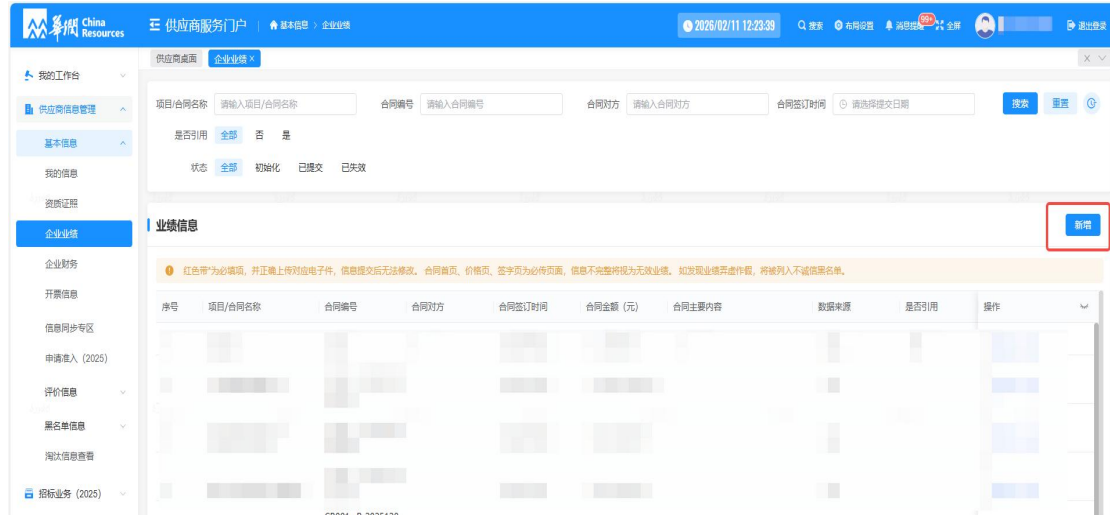 華潤 China Resources 供应商服务门户 基本信息 > 企业业绩 2026/02/11 12:23:39 搜索 布局设置 消息提醒 99+ 全屏 退出登录
供应商桌面 企业业绩 ×
我的工作台
供应商信息管理
基本信息
我的信息
资质证照
企业业绩
企业财务
开票信息
信息同步专区
申请准入 (2025)
评价信息
黑名单信息
淘汰信息查看
招标业务 (2025)
项目/合同名称 请输入项目/合同名称 合同编号 请输入合同编号 合同对方 请输入合同对方 合同签订时间 请选择提交日期 搜索 重置
是否引用 全部 否 是
状态 全部 初始化 已提交 已失效
业绩信息 新增
红色带*为必填项，并正确上传对应电子件，信息提交后无法修改。 合同首页、价格页、签字页为必传页面，信息不完整将视为无效业绩。 如发现业绩弄虚作假，将被列入不诚信黑名单。
序号 项目/合同名称 合同编号 合同对方 合同签订时间 合同金额（元） 合同主要内容 数据来源 是否引用 操作